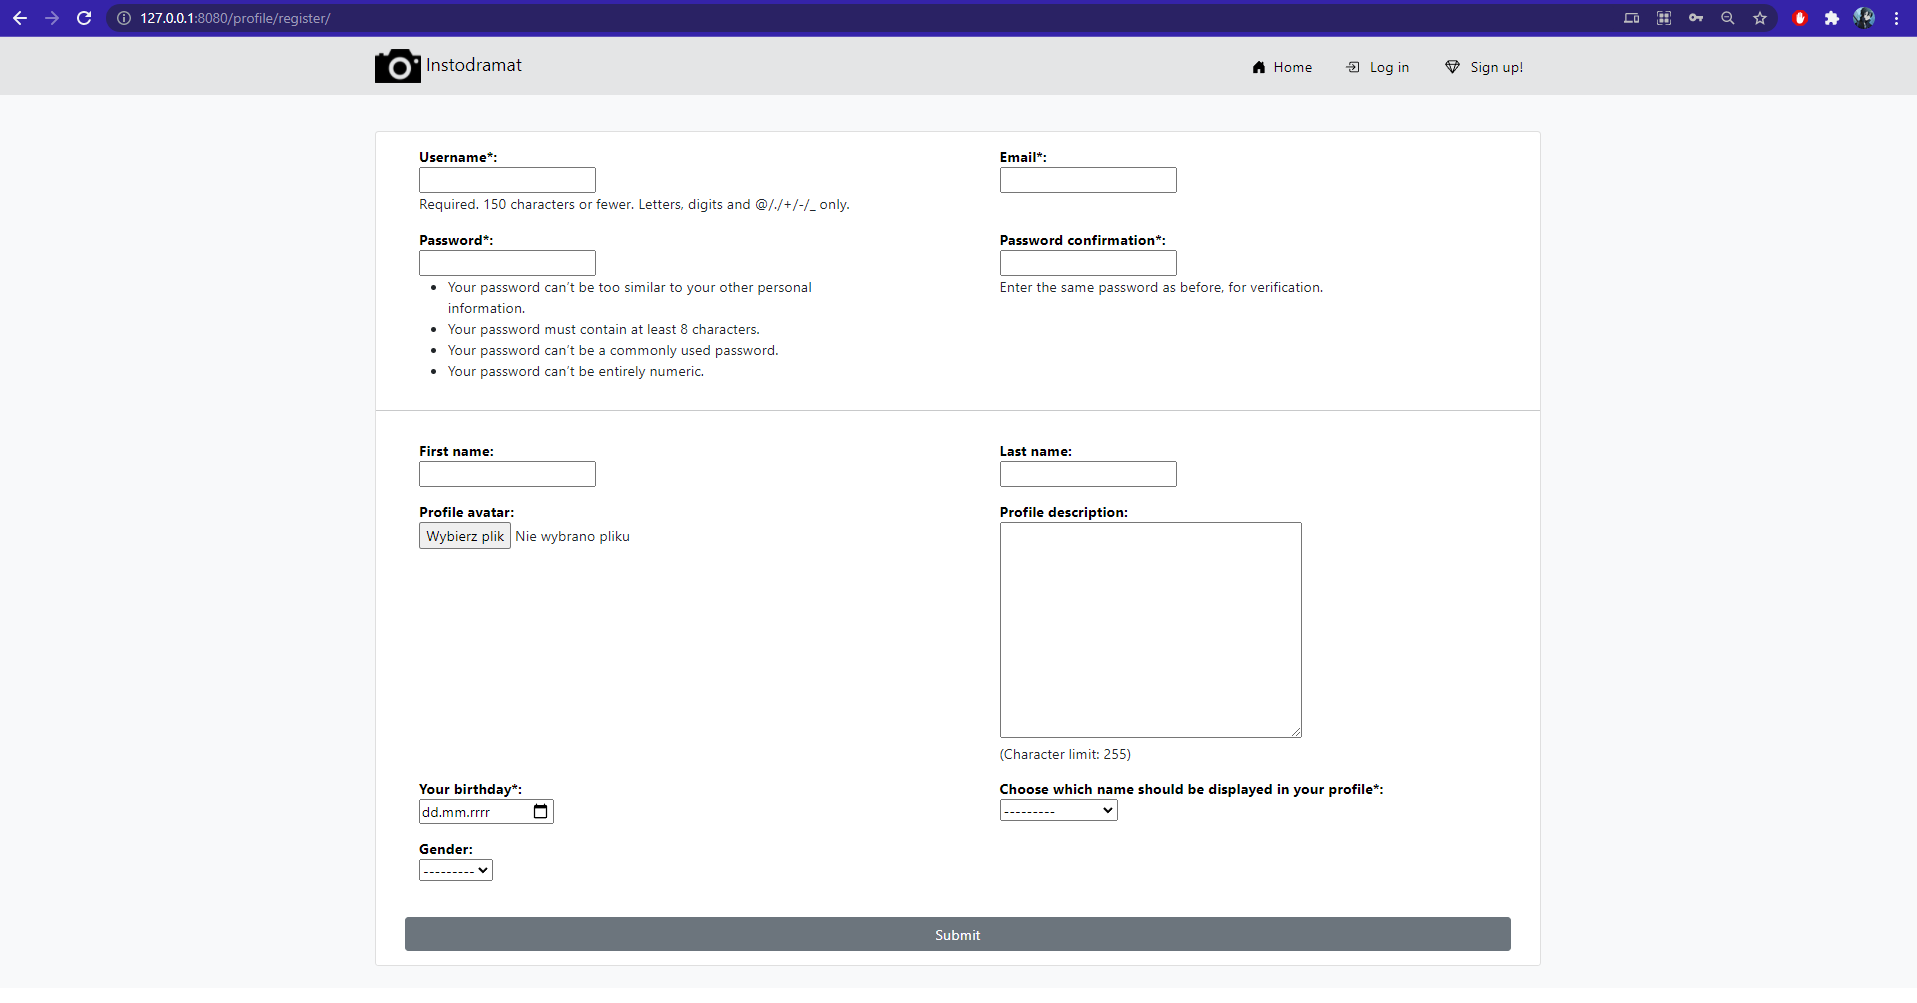 127.0.0.1:8080/profile/register/
Instodramat
Home
Log in
Sign up!
Username*:
Email*:
Required. 150 characters or fewer. Letters, digits and @/./+/-/_ only.
Password*:
Password confirmation*:
Your password can't be too similar to your other personal
information.
Your password must contain at least 8 characters.
Your password can't be a commonly used password.
Your password can't be entirely numeric.
Enter the same password as before, for verification.
First name:
Last name:
Profile avatar:
Wybierz plik Nie wybrano pliku
Profile description:
(Character limit: 255)
Your birthday*:
dd.mm.rrrr
Choose which name should be displayed in your profile*:
---------
Gender:
---------
Submit